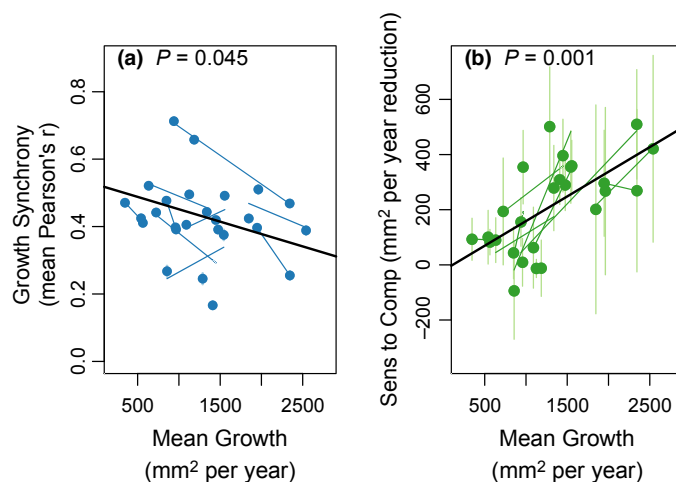 (a) P = 0.045
Growth Synchrony
(mean Pearson's r)
0.0
0.2
0.4
0.6
0.8
500
1500
2500
Mean Growth
(mm² per year)
(b) P = 0.001
Sens to Comp (mm² per year reduction)
−200
0
200
400
600
500
1500
2500
Mean Growth
(mm² per year)